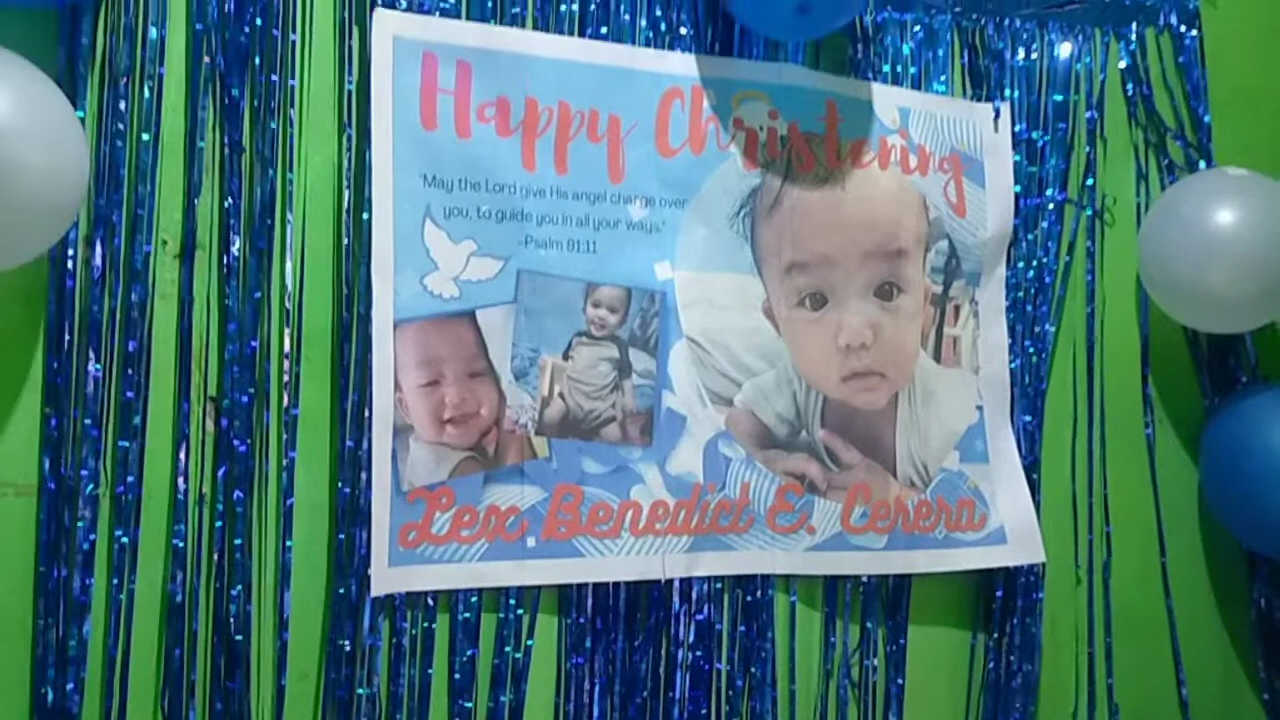 Happy Christening
"May the Lord give His angel charge over
you, to guide you in all your ways."
-Psalm 91:11
Lex Benedict E. Cerera